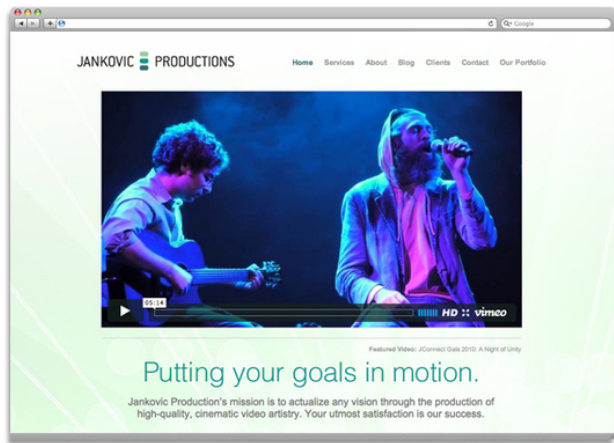 Google
JANKOVIC PRODUCTIONS
Home Services About Blog Clients Contact Our Portfolio
05:14
HD vimeo
Featured Video: JConnect Gala 2010: A Night of Unity
Putting your goals in motion.
Jankovic Production's mission is to actualize any vision through the production of
high-quality, cinematic video artistry. Your utmost satisfaction is our success.